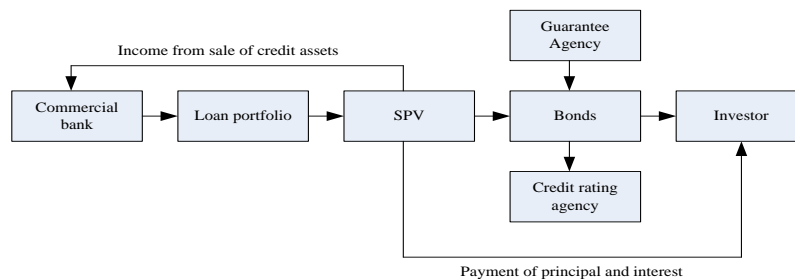 Income from sale of credit assets
Guarantee
Agency
Commercial
bank
Loan portfolio
SPV
Bonds
Investor
Credit rating
agency
Payment of principal and interest